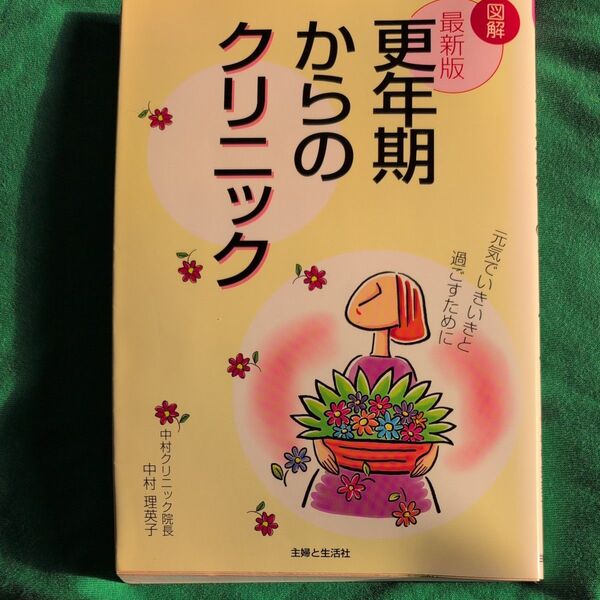 図解
最新版
更年期
からの
クリニック
元気でいきいきと
過ごすために
中村クリニック院長
中村 理英子
主婦と生活社